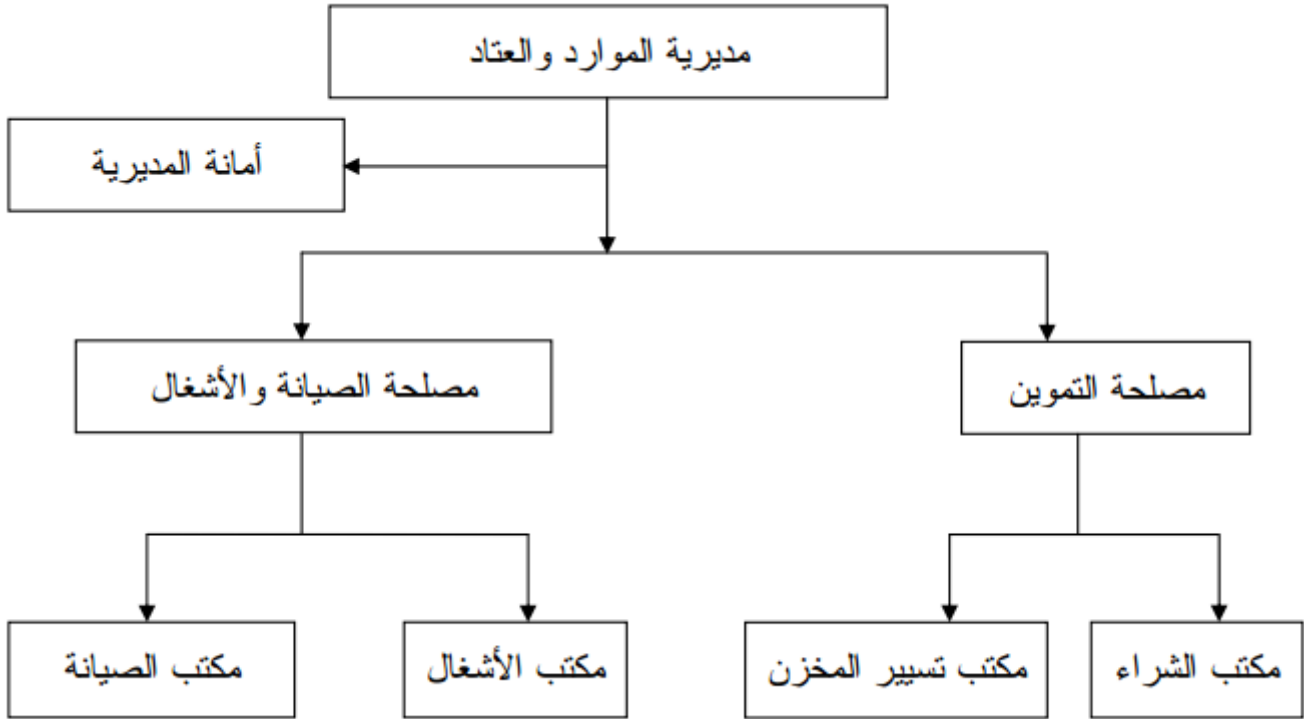 مديرية الموارد والعتاد
أمانة المديرية
مصلحة التموين
مصلحة الصيانة والأشغال
مكتب الشراء
مكتب تسيير المخزن
مكتب الأشغال
مكتب الصيانة